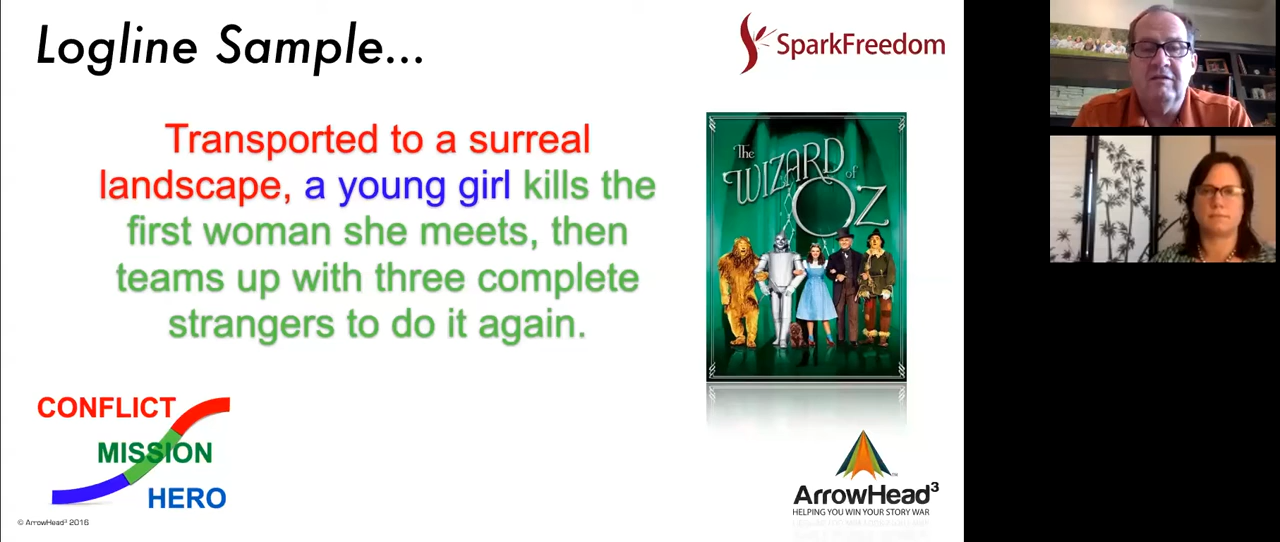 Logline Sample...
SparkFreedom
Transported to a surreal
landscape, a young girl kills the
first woman she meets, then
teams up with three complete
strangers to do it again.
The
WIZARD of
OZ
CONFLICT
MISSION
HERO
ArrowHead³
HELPING YOU WIN YOUR STORY WAR
© ArrowHead³ 2016